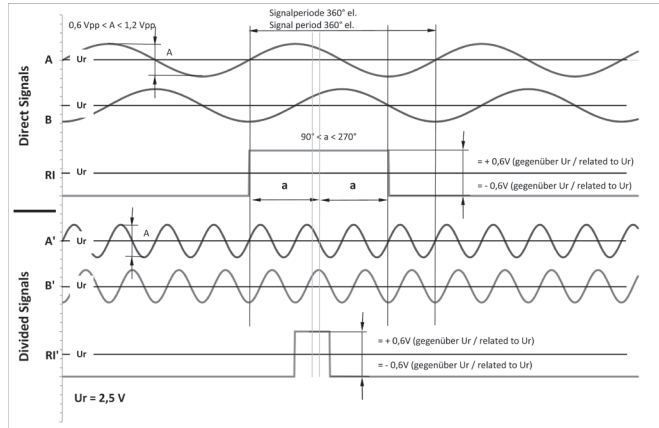 Signalperiode 360° el.
Signal period 360° el.
0,6 Vpp < A < 1,2 Vpp
Direct Signals
A
Ur
A
B
Ur
90° < a < 270°
RI
Ur
a
a
= + 0,6V (gegenüber Ur / related to Ur)
= - 0,6V (gegenüber Ur / related to Ur)
Divided Signals
A'
Ur
A
B'
Ur
RI'
Ur
= + 0,6V (gegenüber Ur / related to Ur)
= - 0,6V (gegenüber Ur / related to Ur)
Ur = 2,5 V